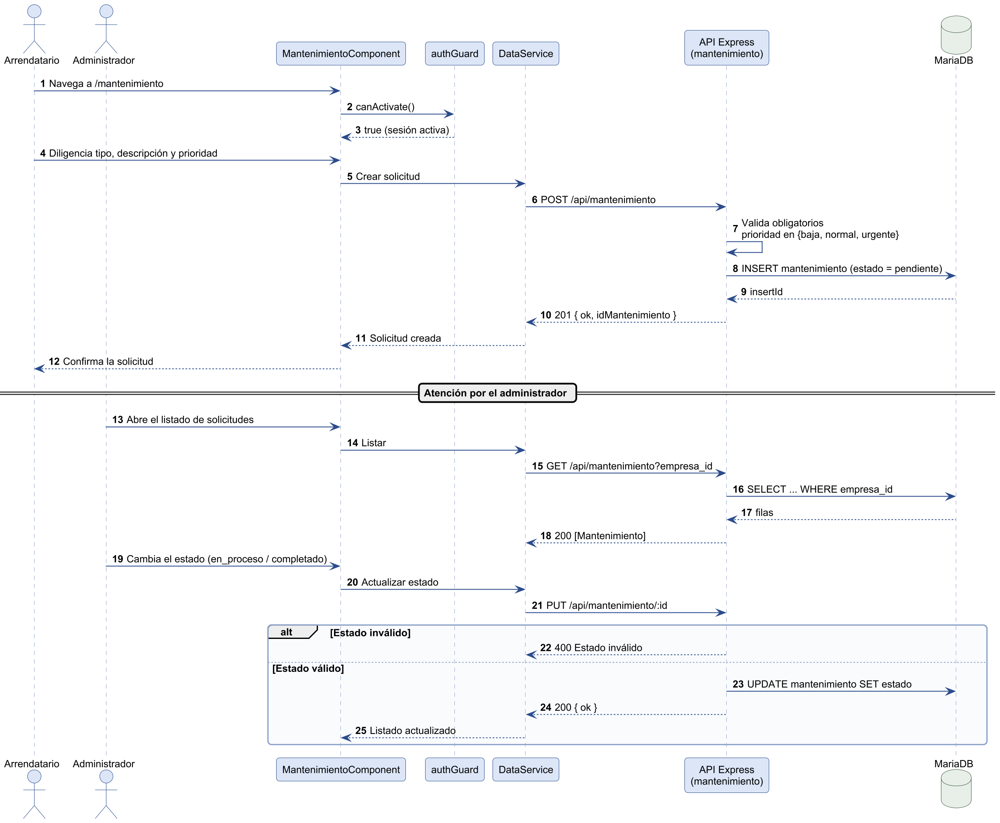 Arrendatario
Administrador
MantenimientoComponent
authGuard
DataService
API Express
(mantenimiento)
MariaDB
1 Navega a /mantenimiento
2 canActivate()
3 true (sesión activa)
4 Diligencia tipo, descripción y prioridad
5 Crear solicitud
6 POST /api/mantenimiento
7 Valida obligatorios
prioridad en {baja, normal, urgente}
8 INSERT mantenimiento (estado = pendiente)
9 insertId
10 201 { ok, idMantenimiento }
11 Solicitud creada
12 Confirma la solicitud
Atención por el administrador
13 Abre el listado de solicitudes
14 Listar
15 GET /api/mantenimiento?empresa_id
16 SELECT ... WHERE empresa_id
17 filas
18 200 [Mantenimiento]
19 Cambia el estado (en_proceso / completado)
20 Actualizar estado
21 PUT /api/mantenimiento/:id
alt [Estado inválido]
22 400 Estado inválido
[Estado válido]
23 UPDATE mantenimiento SET estado
24 200 { ok }
25 Listado actualizado
Arrendatario
Administrador
MantenimientoComponent
authGuard
DataService
API Express
(mantenimiento)
MariaDB